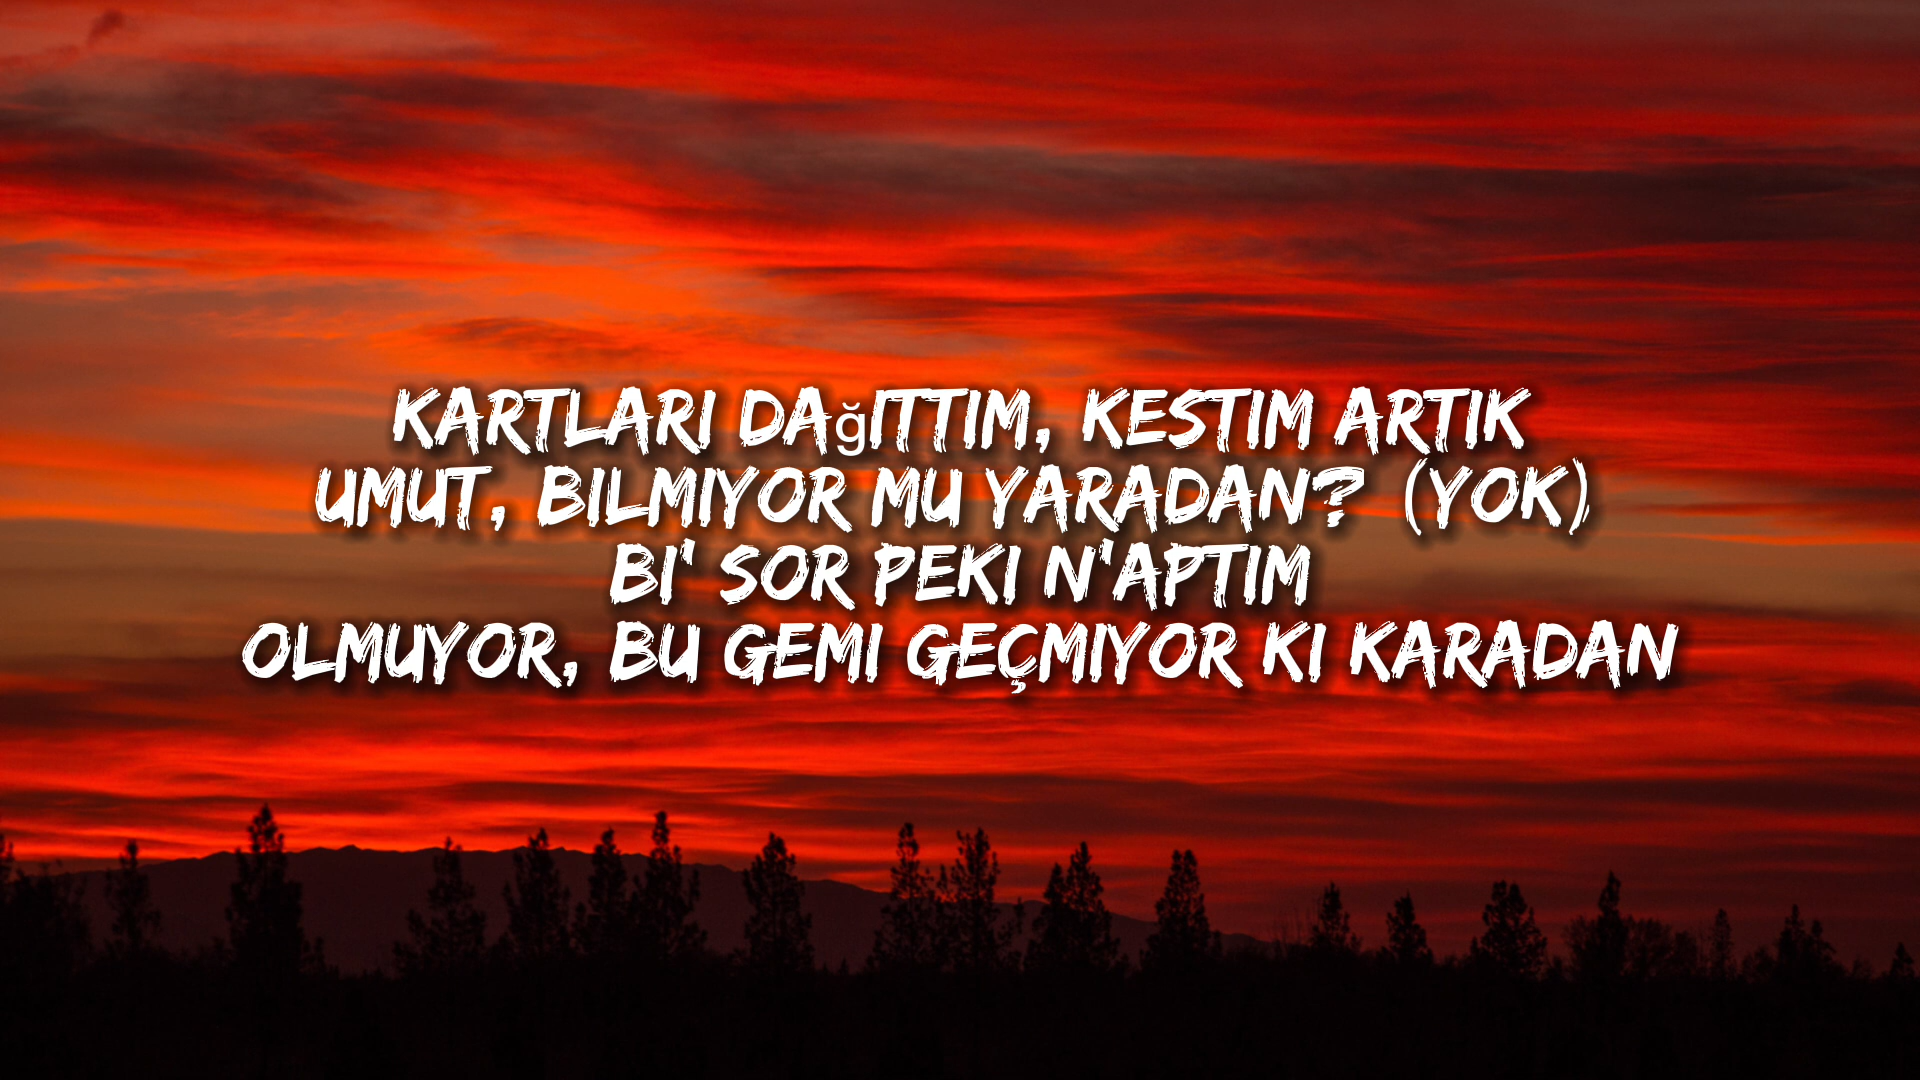 KARTLARI DAğITTIM, KESTIM ARTIK
UMUT, BILMIYOR MU YARADAN? (YOK)
BI' SOR PEKI N'APTIM
OLMUYOR, BU GEMI GEÇMIYOR KI KARADAN